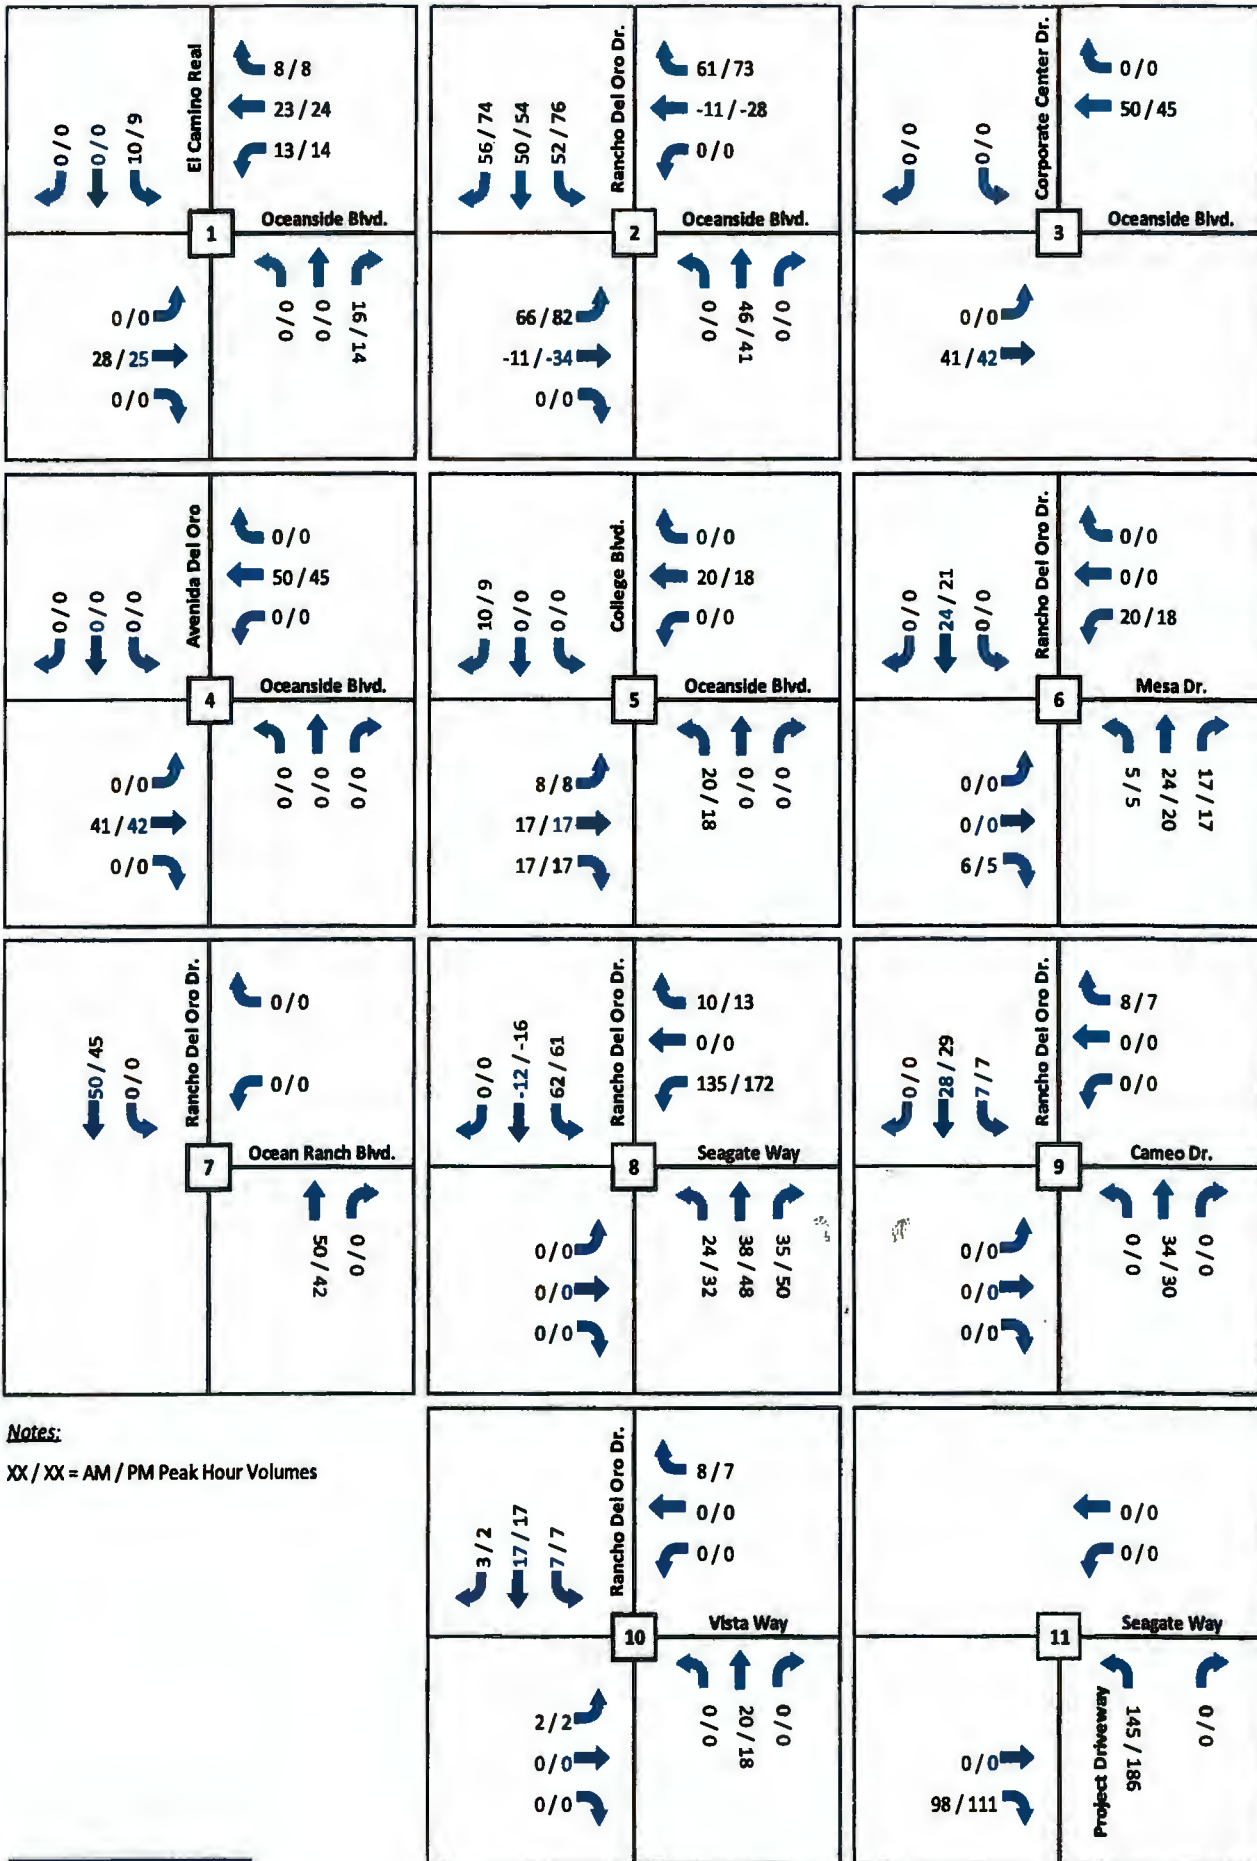 El Camino Real
8 / 8
23 / 24
13 / 14
0 / 0
0 / 0
10 / 9
1
Oceanside Blvd.
0 / 0
28 / 25
0 / 0
0 / 0
0 / 0
16 / 14
Rancho Del Oro Dr.
61 / 73
-11 / -28
0 / 0
56 / 74
50 / 54
52 / 76
2
Oceanside Blvd.
66 / 82
-11 / -34
0 / 0
0 / 0
46 / 41
0 / 0
Corporate Center Dr.
0 / 0
50 / 45
0 / 0
0 / 0
3
Oceanside Blvd.
0 / 0
41 / 42
Avenida Del Oro
0 / 0
50 / 45
0 / 0
0 / 0
0 / 0
0 / 0
4
Oceanside Blvd.
0 / 0
41 / 42
0 / 0
0 / 0
0 / 0
0 / 0
College Blvd.
0 / 0
20 / 18
0 / 0
10 / 9
0 / 0
0 / 0
5
Oceanside Blvd.
8 / 8
17 / 17
17 / 17
20 / 18
0 / 0
0 / 0
Rancho Del Oro Dr.
0 / 0
0 / 0
20 / 18
0 / 0
24 / 21
0 / 0
6
Mesa Dr.
0 / 0
0 / 0
6 / 5
5 / 5
24 / 20
17 / 17
Rancho Del Oro Dr.
0 / 0
0 / 0
50 / 45
0 / 0
7
Ocean Ranch Blvd.
50 / 42
0 / 0
Rancho Del Oro Dr.
10 / 13
0 / 0
135 / 172
0 / 0
-12 / -16
62 / 61
8
Seagate Way
0 / 0
0 / 0
0 / 0
24 / 32
38 / 48
35 / 50
Rancho Del Oro Dr.
8 / 7
0 / 0
0 / 0
0 / 0
28 / 29
7 / 7
9
Cameo Dr.
0 / 0
0 / 0
0 / 0
0 / 0
34 / 30
0 / 0
Notes:
XX / XX = AM / PM Peak Hour Volumes
Rancho Del Oro Dr.
8 / 7
0 / 0
0 / 0
3 / 2
17 / 17
7 / 7
10
Vista Way
2 / 2
0 / 0
0 / 0
0 / 0
20 / 18
0 / 0
0 / 0
0 / 0
11
Seagate Way
0 / 0
98 / 111
Project Driveway
145 / 186
0 / 0